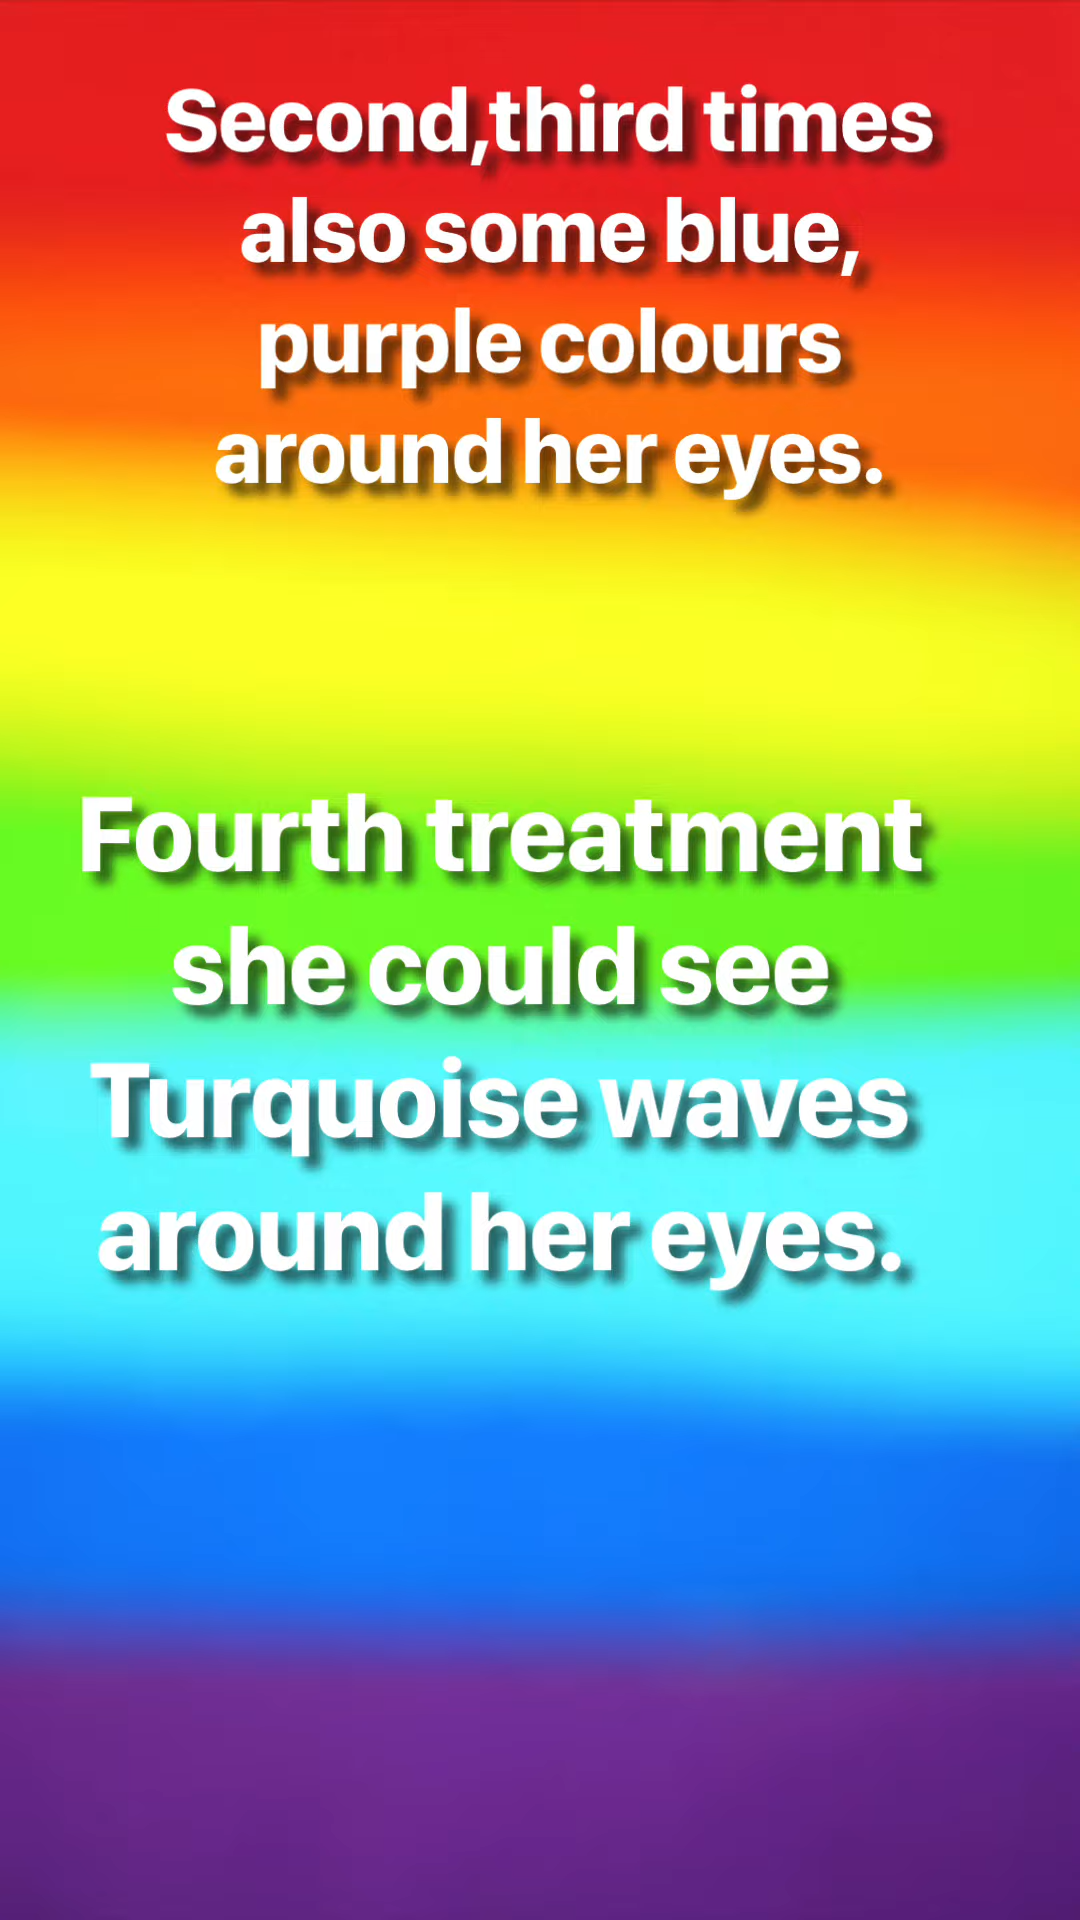 Second,third times
also some blue,
purple colours
around her eyes.
Fourth treatment
she could see
Turquoise waves
around her eyes.